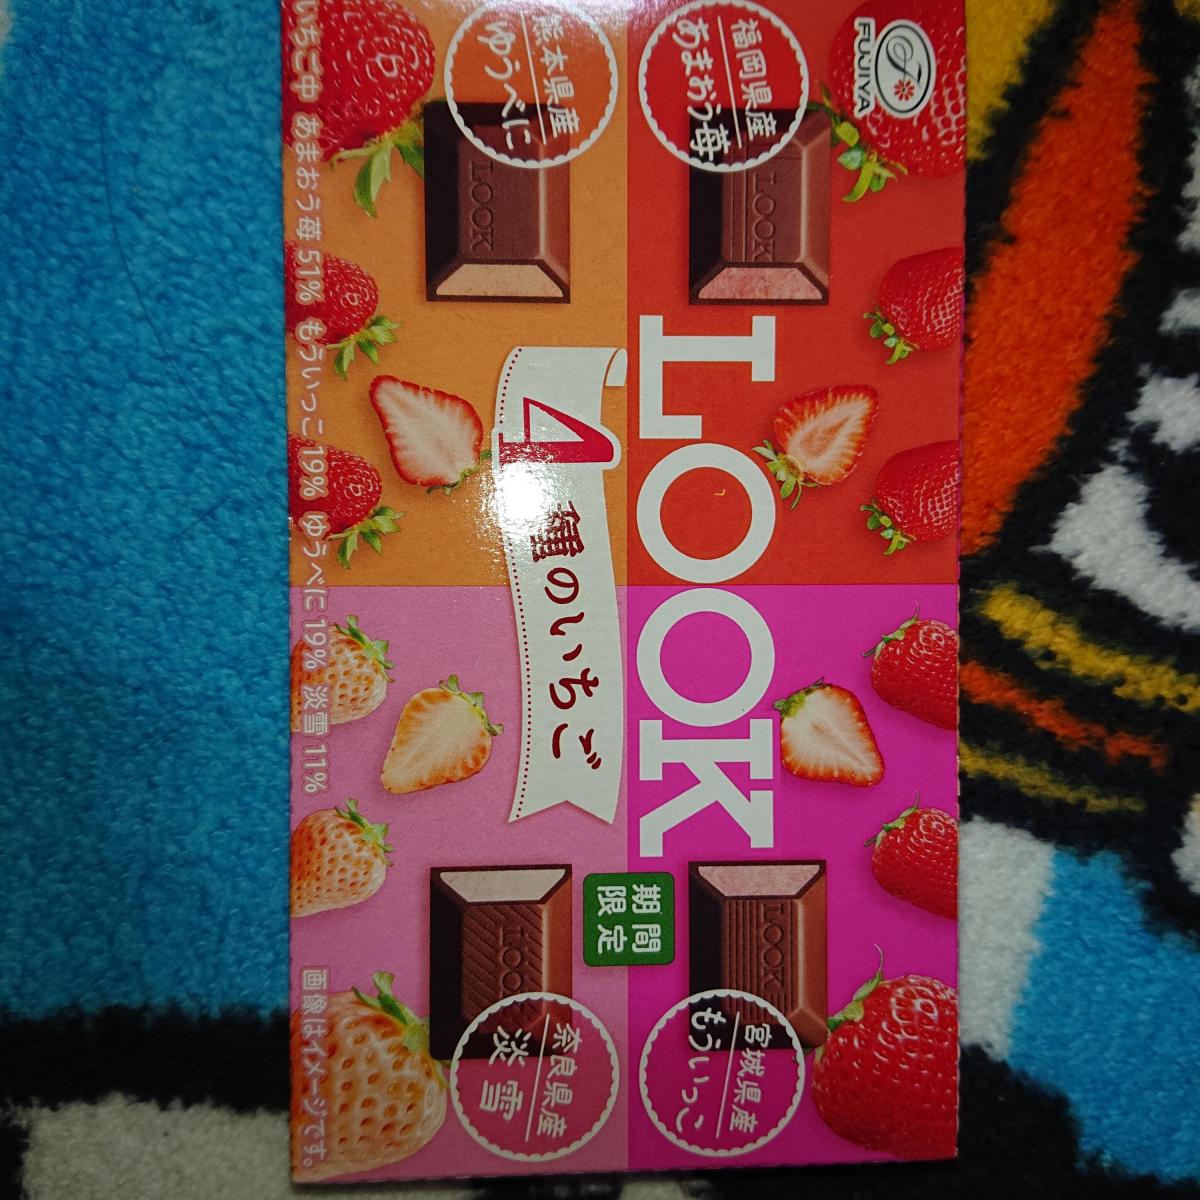 FUJIYA
福岡県産
あまおう苺
熊本県産
ゆうべに
LOOK
LOOK
LOOK
4種のいちご
期間
限定
LOOK
LOOK
宮城県産
もういっこ
奈良県産
淡雪
いちご中 あまおう苺 51% もういっこ 19% ゆうべに 19% 淡雪 11%
画像はイメージです。